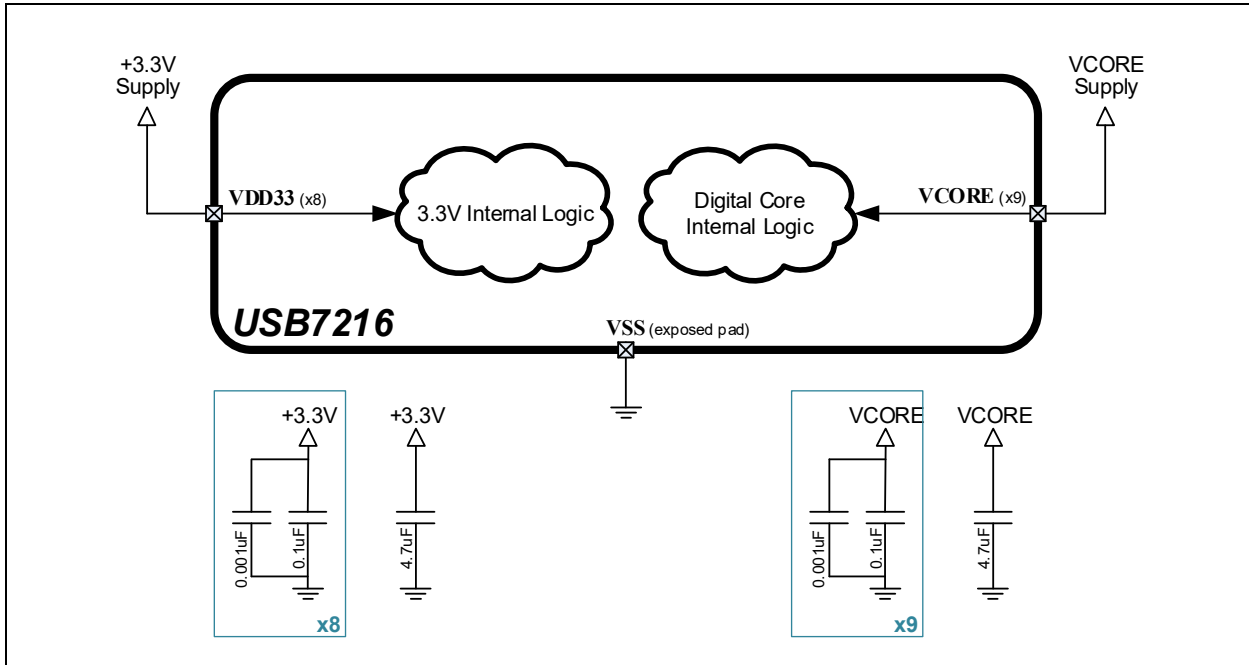 +3.3V
Supply
VCORE
Supply
VDD33 (x8)
3.3V Internal Logic
Digital Core
Internal Logic
VCORE (x9)
USB7216
VSS (exposed pad)
+3.3V
0.001uF
0.1uF
x8
+3.3V
4.7uF
VCORE
0.001uF
0.1uF
x9
VCORE
4.7uF